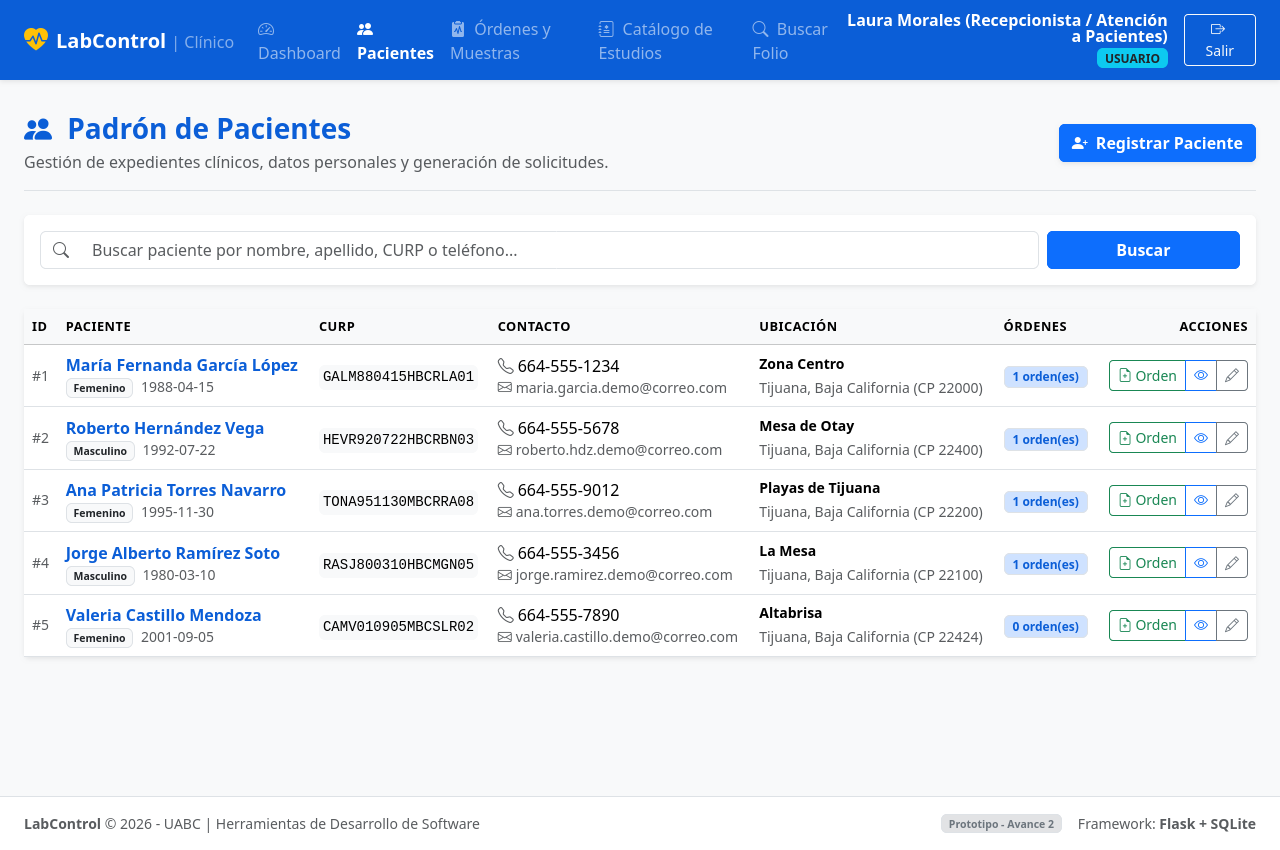 LabControl | Clínico
Dashboard
Pacientes
Órdenes y Muestras
Catálogo de Estudios
Buscar Folio
Laura Morales (Recepcionista / Atención a Pacientes)
USUARIO
Salir
Padrón de Pacientes
Gestión de expedientes clínicos, datos personales y generación de solicitudes.
Registrar Paciente
Buscar paciente por nombre, apellido, CURP o teléfono...
Buscar
ID PACIENTE CURP CONTACTO UBICACIÓN ÓRDENES ACCIONES
#1 María Fernanda García López GALM880415HBCRLA01 664-555-1234 Zona Centro 1 orden(es) Orden
Femenino 1988-04-15 maria.garcia.demo@correo.com Tijuana, Baja California (CP 22000)
#2 Roberto Hernández Vega HEVR920722HBCRBN03 664-555-5678 Mesa de Otay 1 orden(es) Orden
Masculino 1992-07-22 roberto.hdz.demo@correo.com Tijuana, Baja California (CP 22400)
#3 Ana Patricia Torres Navarro TONA951130MBCRRA08 664-555-9012 Playas de Tijuana 1 orden(es) Orden
Femenino 1995-11-30 ana.torres.demo@correo.com Tijuana, Baja California (CP 22200)
#4 Jorge Alberto Ramírez Soto RASJ800310HBCMGN05 664-555-3456 La Mesa 1 orden(es) Orden
Masculino 1980-03-10 jorge.ramirez.demo@correo.com Tijuana, Baja California (CP 22100)
#5 Valeria Castillo Mendoza CAMV010905MBCSLR02 664-555-7890 Altabrisa 0 orden(es) Orden
Femenino 2001-09-05 valeria.castillo.demo@correo.com Tijuana, Baja California (CP 22424)
LabControl © 2026 - UABC | Herramientas de Desarrollo de Software
Prototipo - Avance 2
Framework: Flask + SQLite